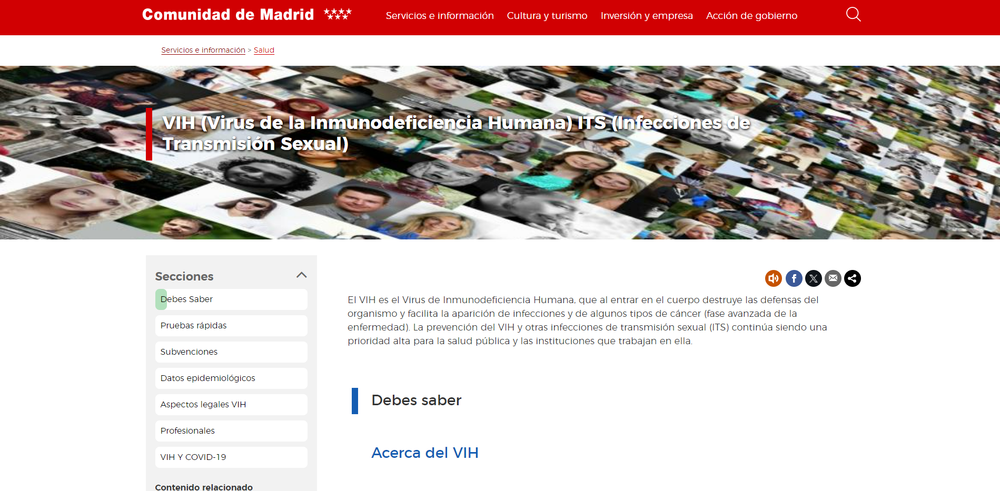 Comunidad de Madrid
Servicios e información
Cultura y turismo
Inversión y empresa
Acción de gobierno
Servicios e información > Salud
VIH (Virus de la Inmunodeficiencia Humana) ITS (Infecciones de
Transmisión Sexual)
Secciones
Debes Saber
Pruebas rápidas
Subvenciones
Datos epidemiológicos
Aspectos legales VIH
Profesionales
VIH Y COVID-19
Contenido relacionado
El VIH es el Virus de Inmunodeficiencia Humana, que al entrar en el cuerpo destruye las defensas del
organismo y facilita la aparición de infecciones y de algunos tipos de cáncer (fase avanzada de la
enfermedad). La prevención del VIH y otras infecciones de transmisión sexual (ITS) continúa siendo una
prioridad alta para la salud pública y las instituciones que trabajan en ella.
Debes saber
Acerca del VIH